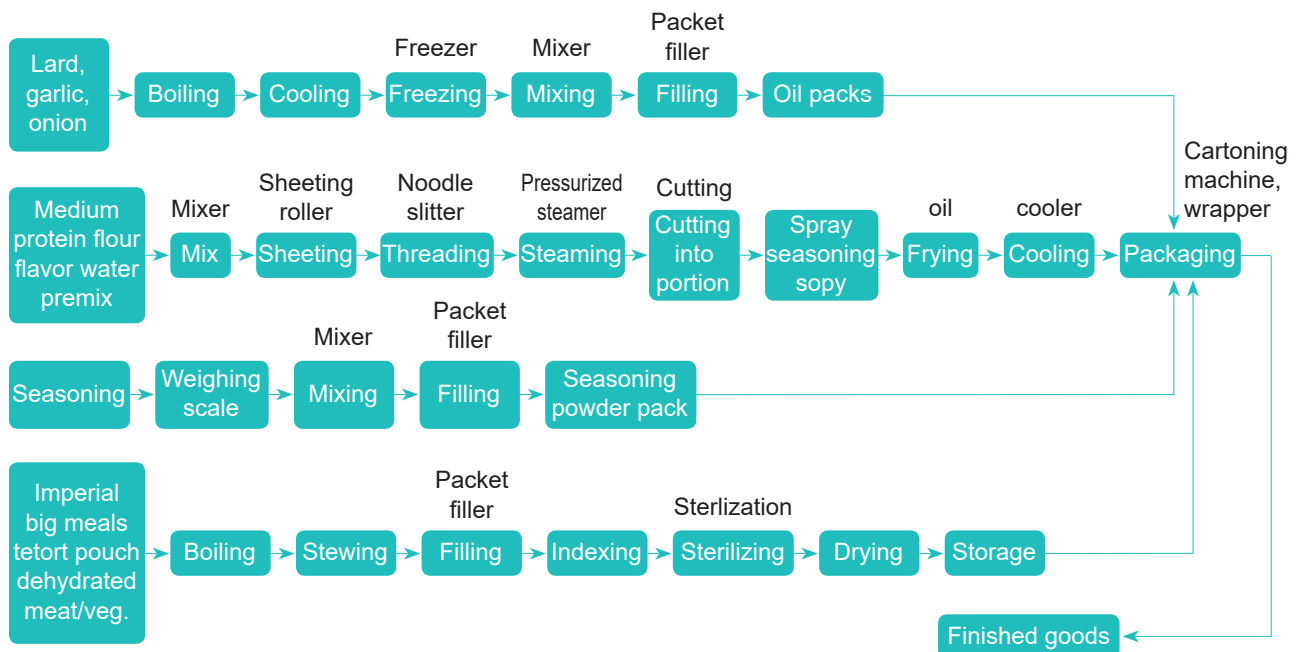 Lard,
garlic,
onion
Boiling
Cooling
Freezer
Freezing
Mixer
Mixing
Packet
filler
Filling
Oil packs
Cartoning
machine,
wrapper
Medium
protein flour
flavor water
premix
Mixer
Mix
Sheeting
roller
Sheeting
Noodle
slitter
Threading
Pressurized
steamer
Steaming
Cutting
Cutting
into
portion
Spray
seasoning
sopy
oil
Frying
cooler
Cooling
Packaging
Seasoning
Weighing
scale
Mixer
Mixing
Packet
filler
Filling
Seasoning
powder pack
Imperial
big meals
tetort pouch
dehydrated
meat/veg.
Boiling
Stewing
Packet
filler
Filling
Indexing
Sterlization
Sterilizing
Drying
Storage
Finished goods